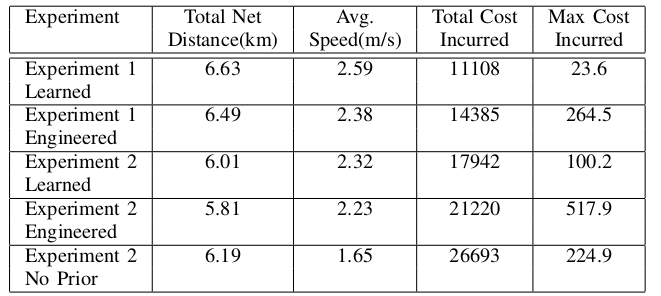 Experiment Total Net Avg. Total Cost Max Cost
Distance(km) Speed(m/s) Incurred Incurred
Experiment 1 6.63 2.59 11108 23.6
Learned
Experiment 1 6.49 2.38 14385 264.5
Engineered
Experiment 2 6.01 2.32 17942 100.2
Learned
Experiment 2 5.81 2.23 21220 517.9
Engineered
Experiment 2 6.19 1.65 26693 224.9
No Prior